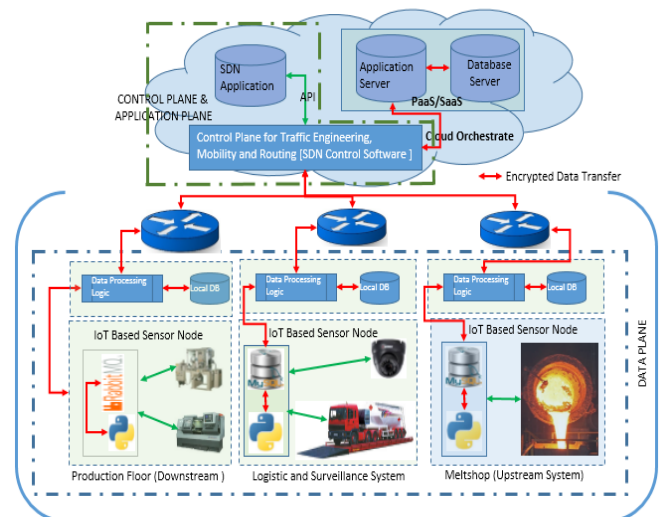 SDN
Application
Application
Server
Database
Server
API
PaaS/SaaS
CONTROL PLANE &
APPLICATION PLANE
Cloud Orchestrate
Control Plane for Traffic Engineering,
Mobility and Routing [SDN Control Software ]
Encrypted Data Transfer
Data Processing
Logic
Local DB
Data Processing
Logic
Local DB
Data Processing
Logic
Local DB
IoT Based Sensor Node
IoT Based Sensor Node
IoT Based Sensor Node
RabbitMQ
Mu
Mu
DATA PLANE
Production Floor (Downstream )
Logistic and Surveillance System
Meltshop (Upstream System)